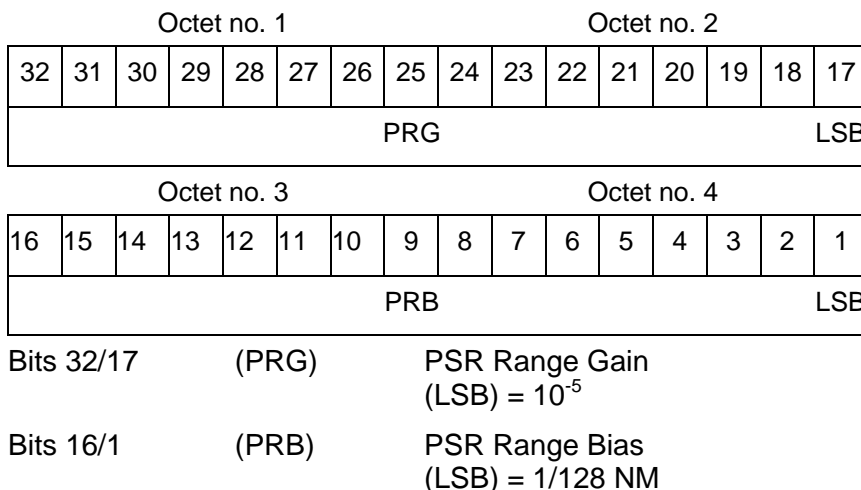 Octet no. 1 Octet no. 2
32 31 30 29 28 27 26 25 24 23 22 21 20 19 18 17
PRG LSB
Octet no. 3 Octet no. 4
16 15 14 13 12 11 10 9 8 7 6 5 4 3 2 1
PRB LSB
Bits 32/17 (PRG) PSR Range Gain
(LSB) = 10⁻⁵
Bits 16/1 (PRB) PSR Range Bias
(LSB) = 1/128 NM